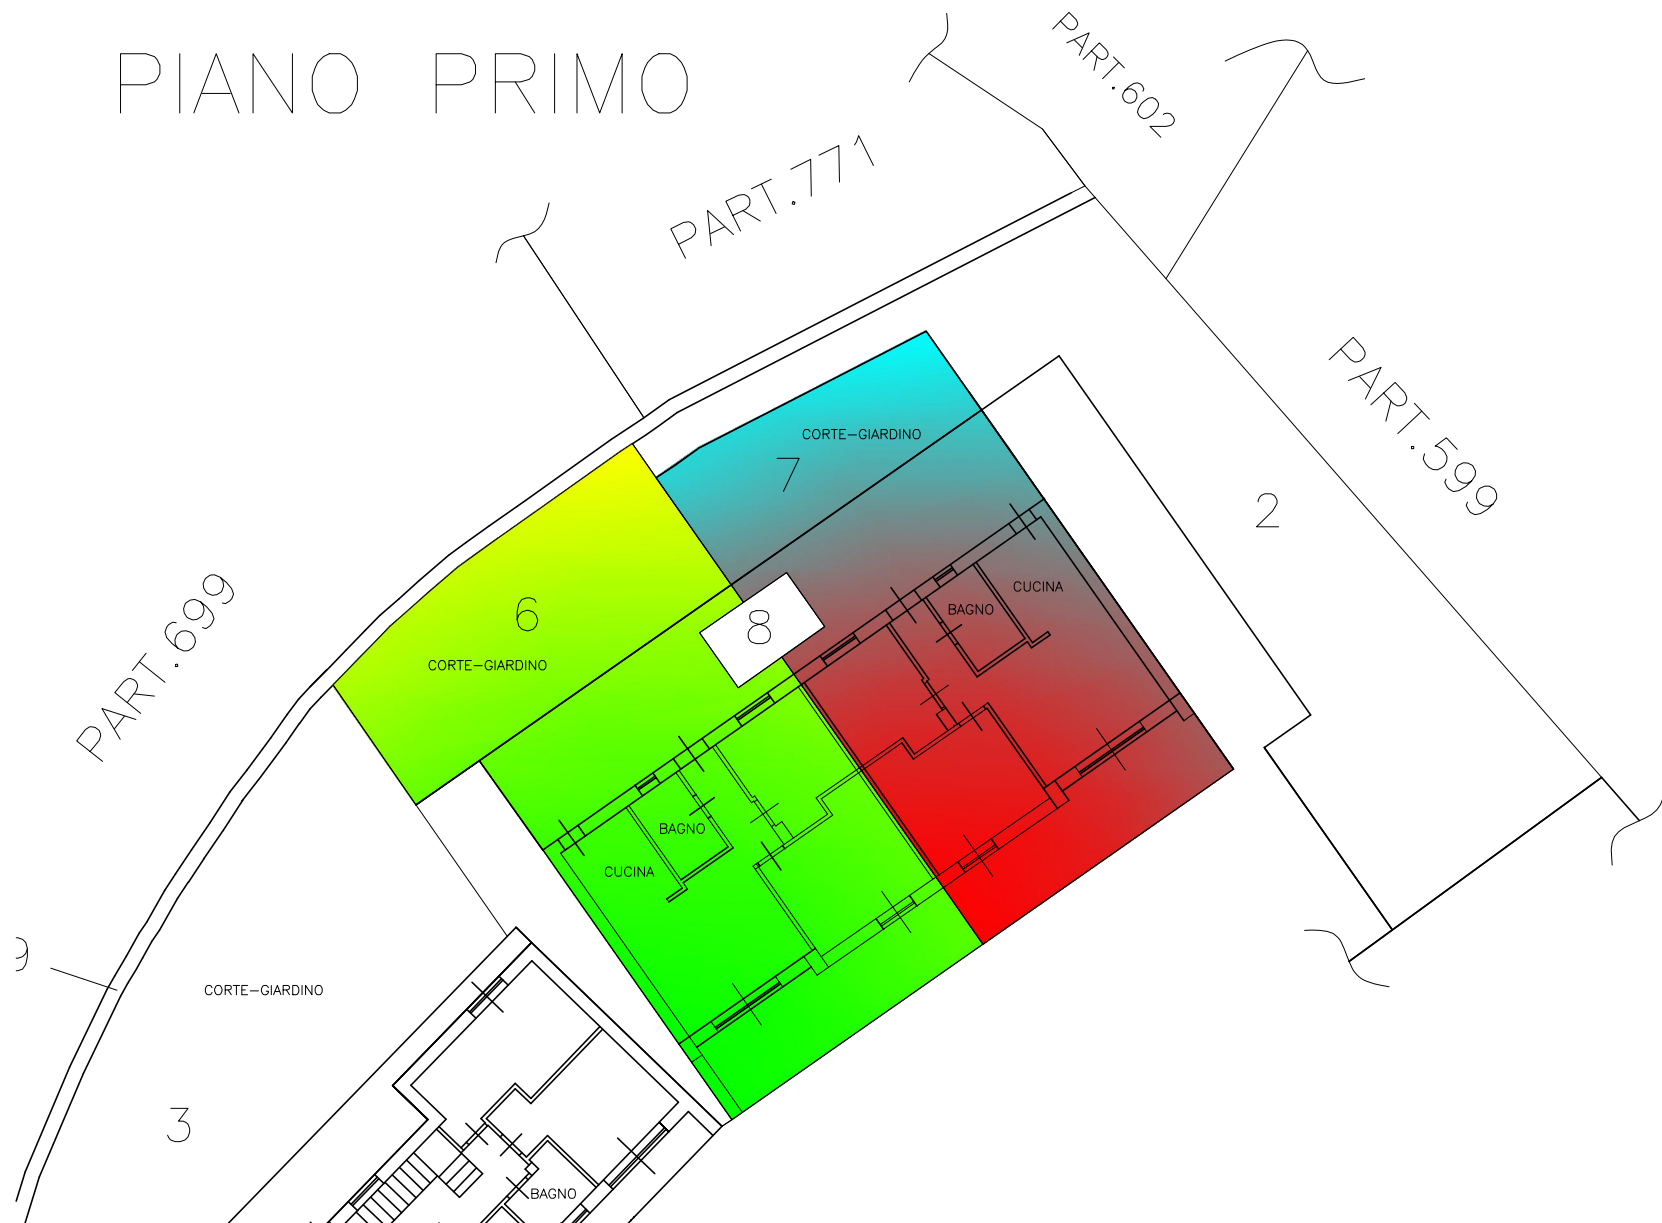 PIANO PRIMO
PART.602
PART.771
PART.599
CORTE-GIARDINO
7
2
PART.699
6
8
CUCINA
BAGNO
CORTE-GIARDINO
BAGNO
CUCINA
9
CORTE-GIARDINO
3
BAGNO